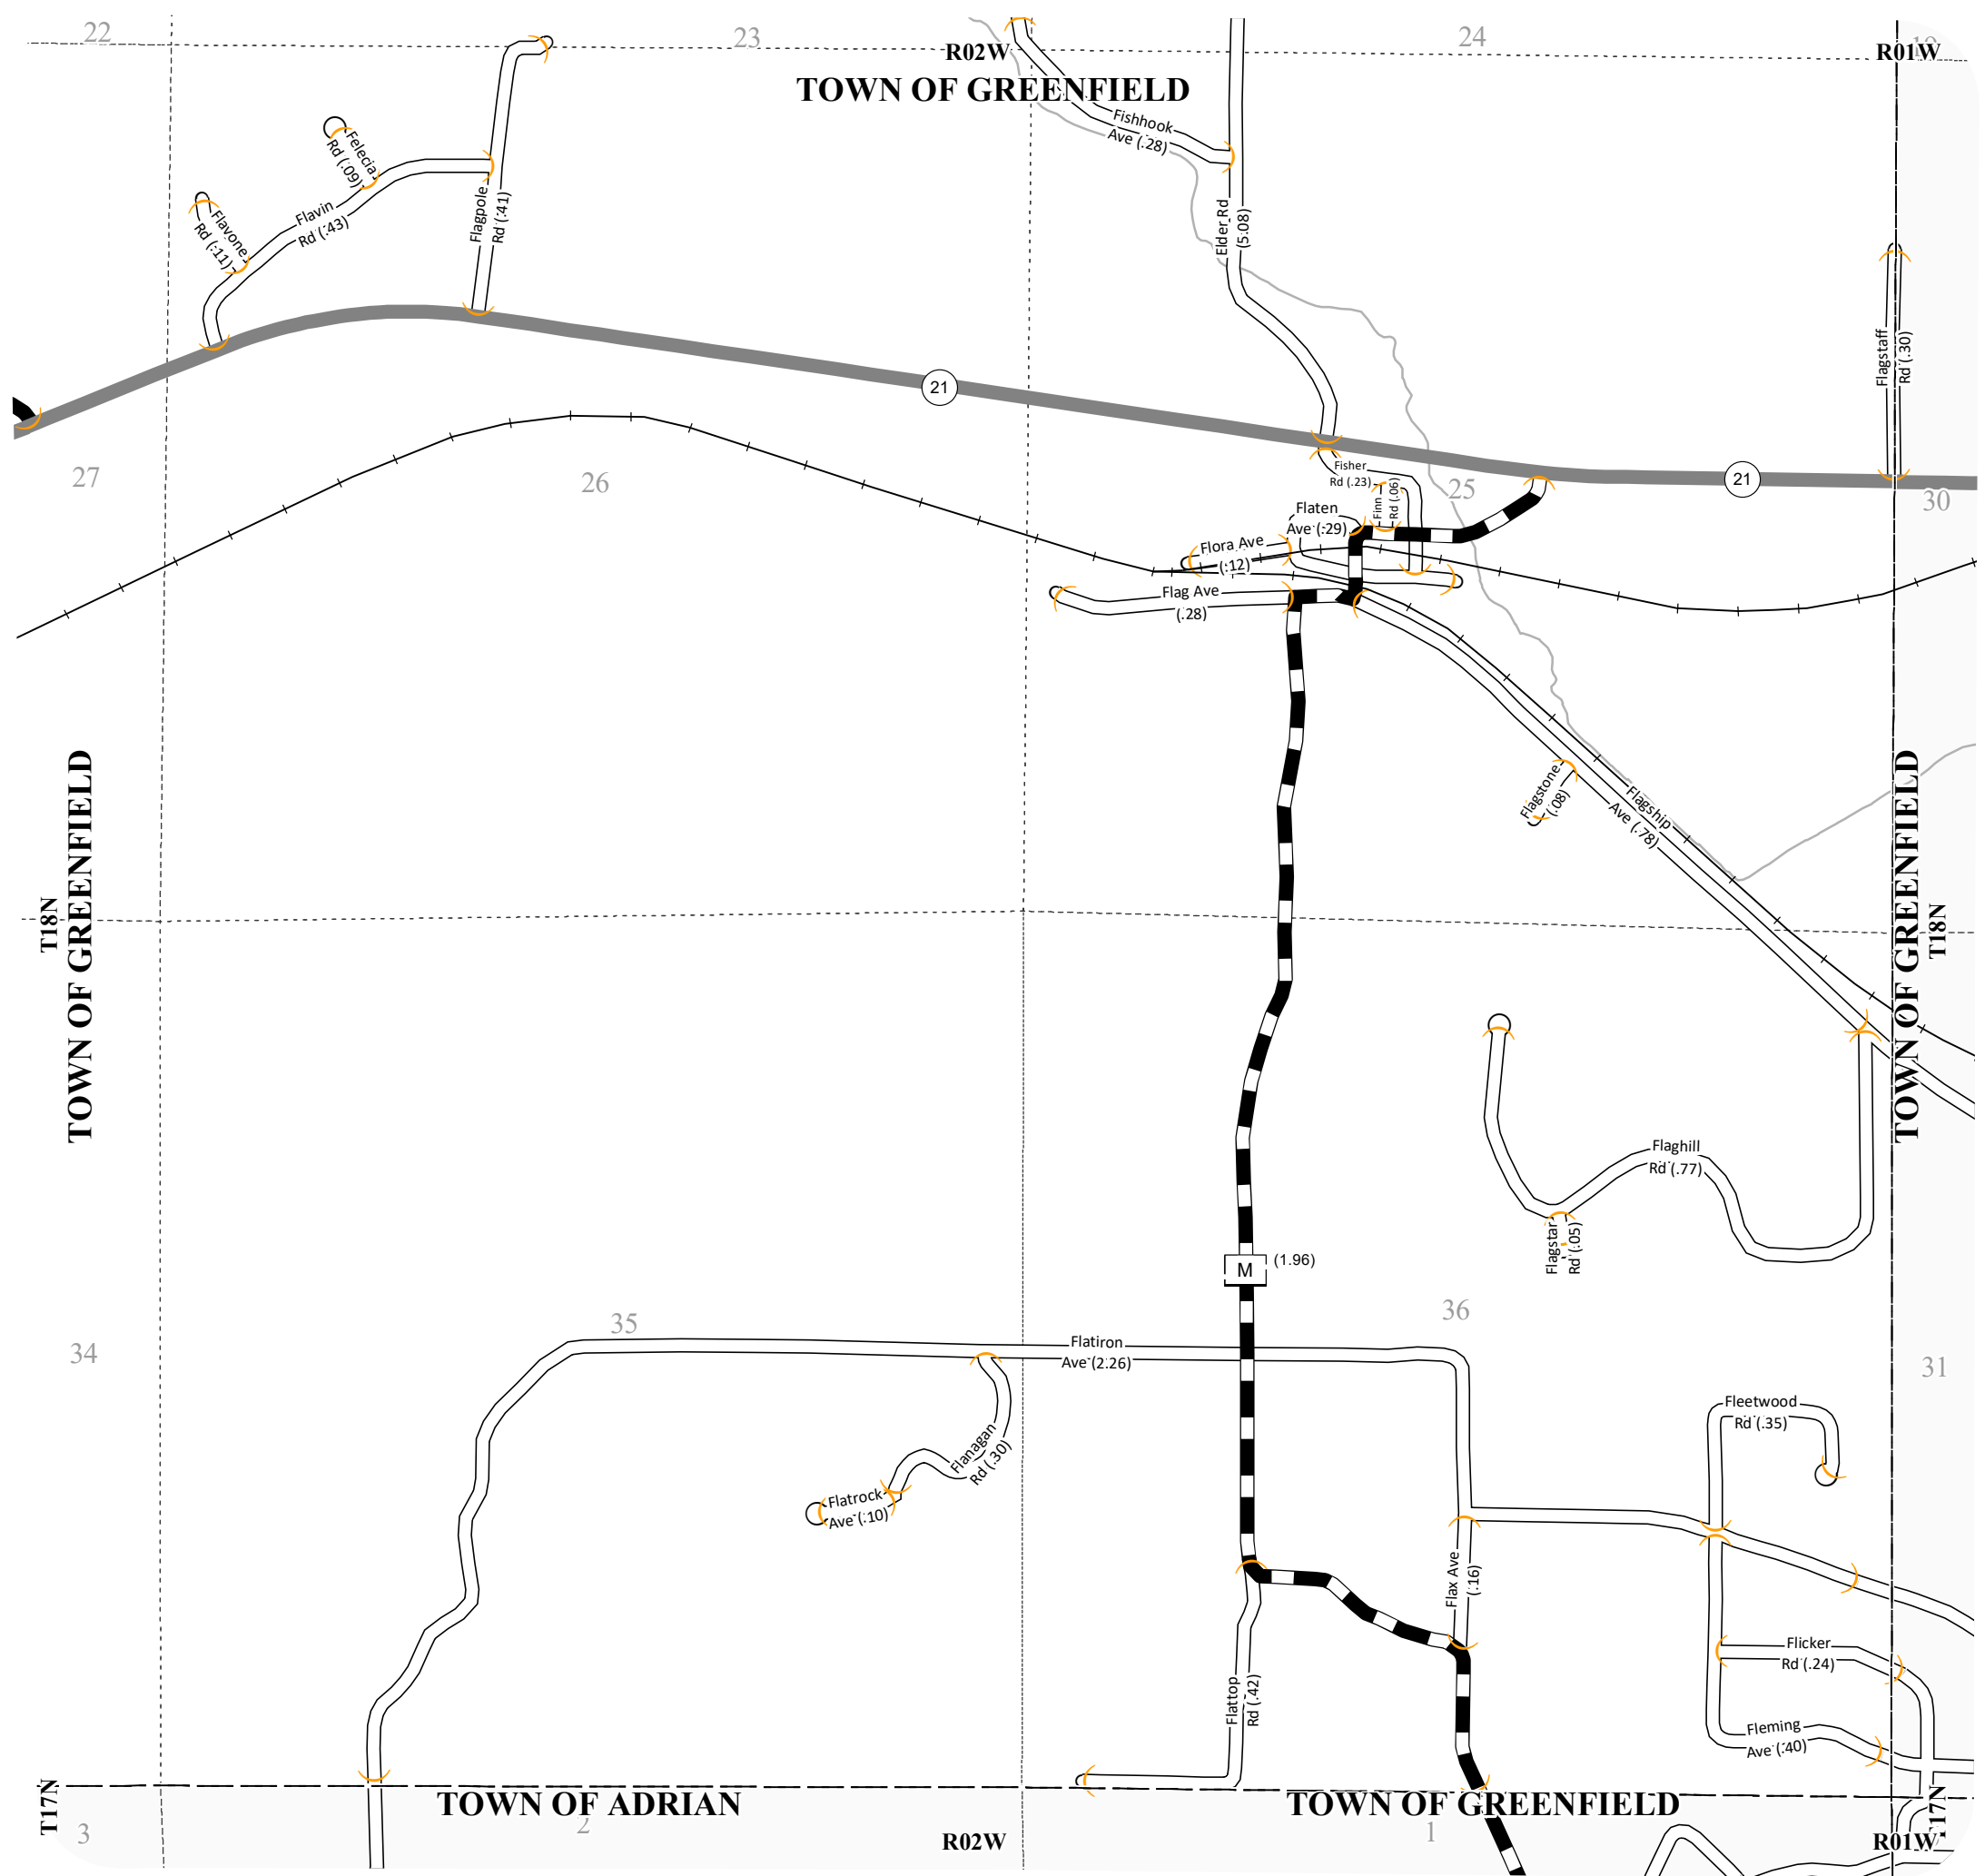 22
23
24
R02W
R01W
TOWN OF GREENFIELD
Fishhook
Ave (.28)
Felecia
Rd (.09)
Flavone
Rd (.11)
Flavin
Rd (.43)
Flagpole
Rd (.41)
Elder Rd
(5.08)
Flagstaff
Rd (.30)
21
21
27
26
25
30
Fisher
Rd (.23)
Finn
Rd (.06)
Flaten
Ave (.29)
Flora Ave
(.12)
Flag Ave
(.28)
Flagstone
(.08)
Flagship
Ave (.78)
TOWN OF GREENFIELD
T18N
TOWN OF GREENFIELD
T18N
Flaghill
Rd (.77)
Flagstar
Rd (.05)
M
(1.96)
34
35
36
31
Flatiron
Ave (2.26)
Flanagan
Rd (.30)
Flatrock
Ave (.10)
Fleetwood
Rd (.35)
Flax Ave
(.16)
Flicker
Rd (.24)
Flattop
Rd (.42)
Fleming
Ave (.40)
T17N
TOWN OF ADRIAN
TOWN OF GREENFIELD
T17N
3
2
R02W
1
R01W